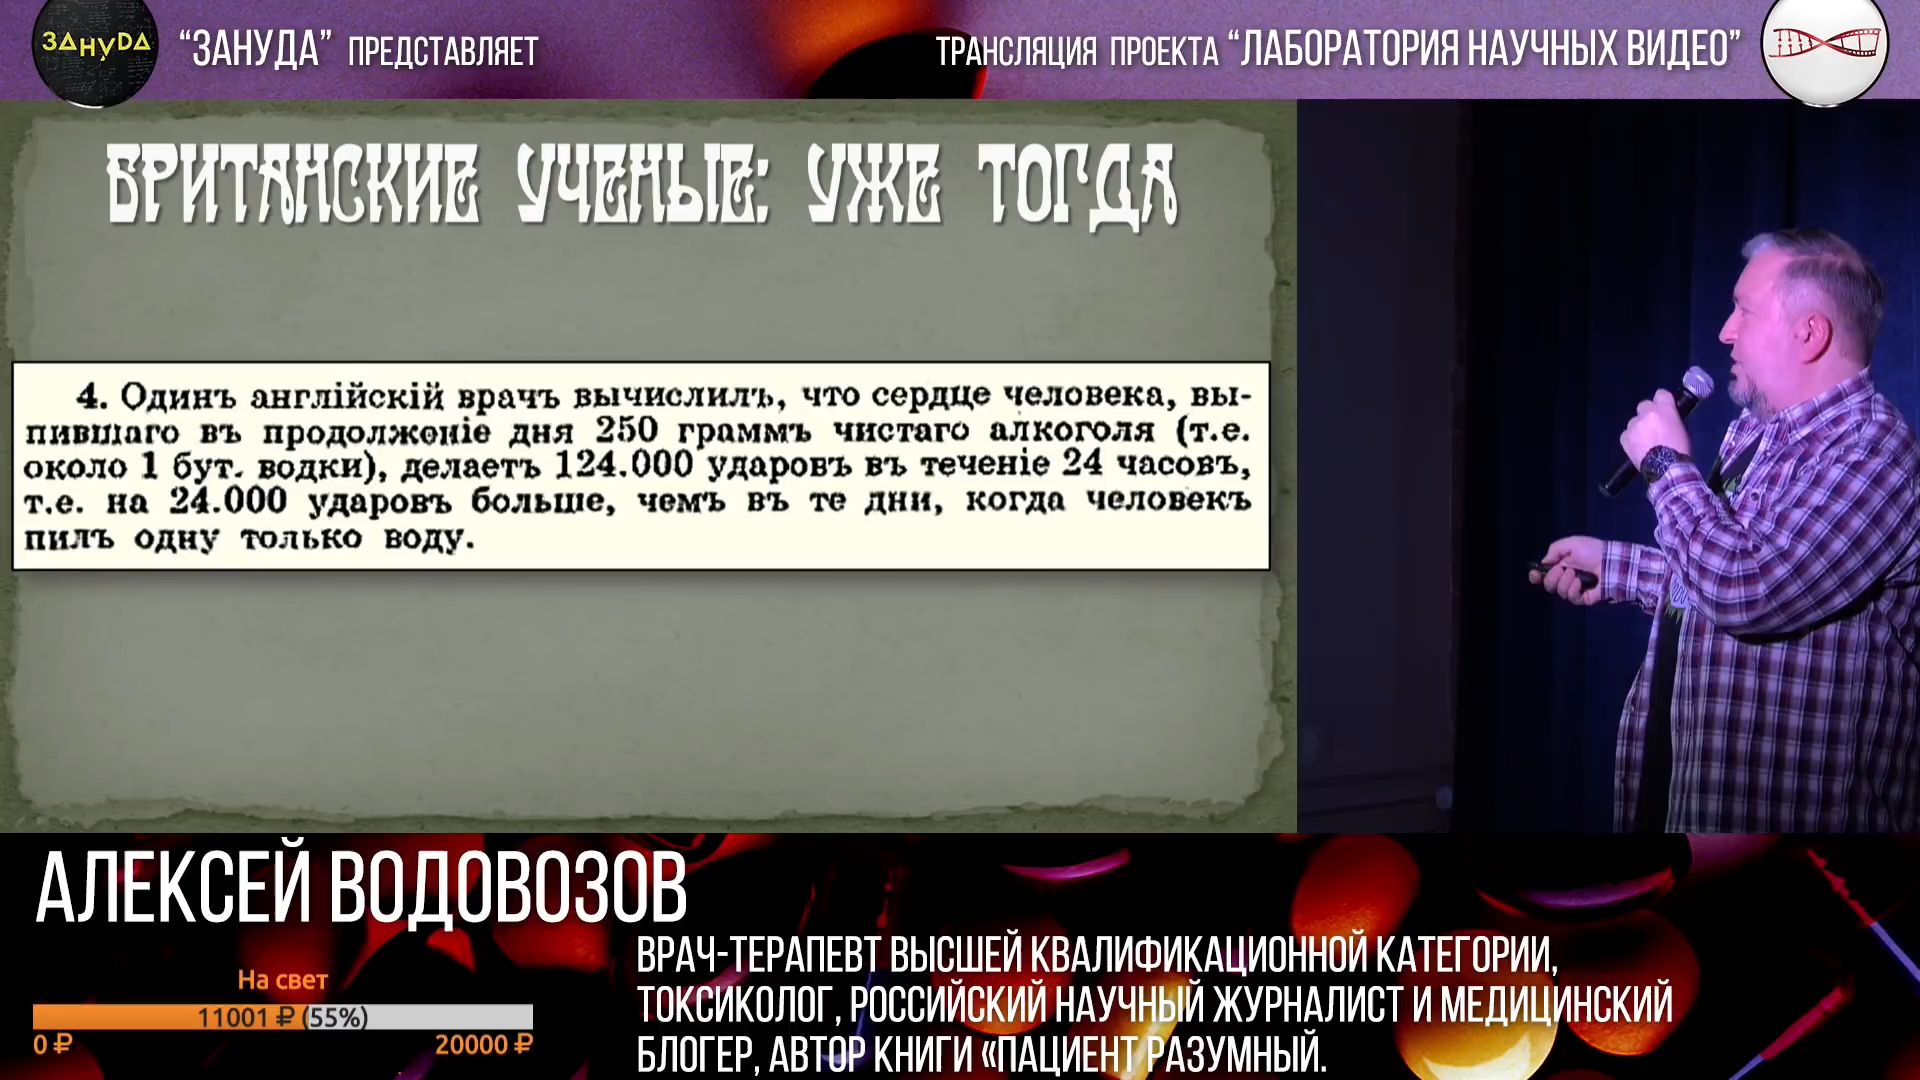 ЗАНУДА
“ЗАНУДА” ПРЕДСТАВЛЯЕТ
ТРАНСЛЯЦИЯ ПРОЕКТА “ЛАБОРАТОРИЯ НАУЧНЫХ ВИДЕО”
БРИТАНСКИЕ УЧЕНЫЕ: УЖЕ ТОГДА
4. Одинъ англійскій врачъ вычислилъ, что сердце человека, вы-
пившаго въ продолженіе дня 250 граммъ чистаго алкоголя (т.е.
около 1 бут. водки), делаетъ 124.000 ударовъ въ теченіе 24 часовъ,
т.е. на 24.000 ударовъ больше, чемъ въ те дни, когда человекъ
пилъ одну только воду.
АЛЕКСЕЙ ВОДОВОЗОВ
ВРАЧ-ТЕРАПЕВТ ВЫСШЕЙ КВАЛИФИКАЦИОННОЙ КАТЕГОРИИ,
ТОКСИКОЛОГ, РОССИЙСКИЙ НАУЧНЫЙ ЖУРНАЛИСТ И МЕДИЦИНСКИЙ
БЛОГЕР, АВТОР КНИГИ «ПАЦИЕНТ РАЗУМНЫЙ.
На свет
11001 ₽ (55%)
0 ₽
20000 ₽